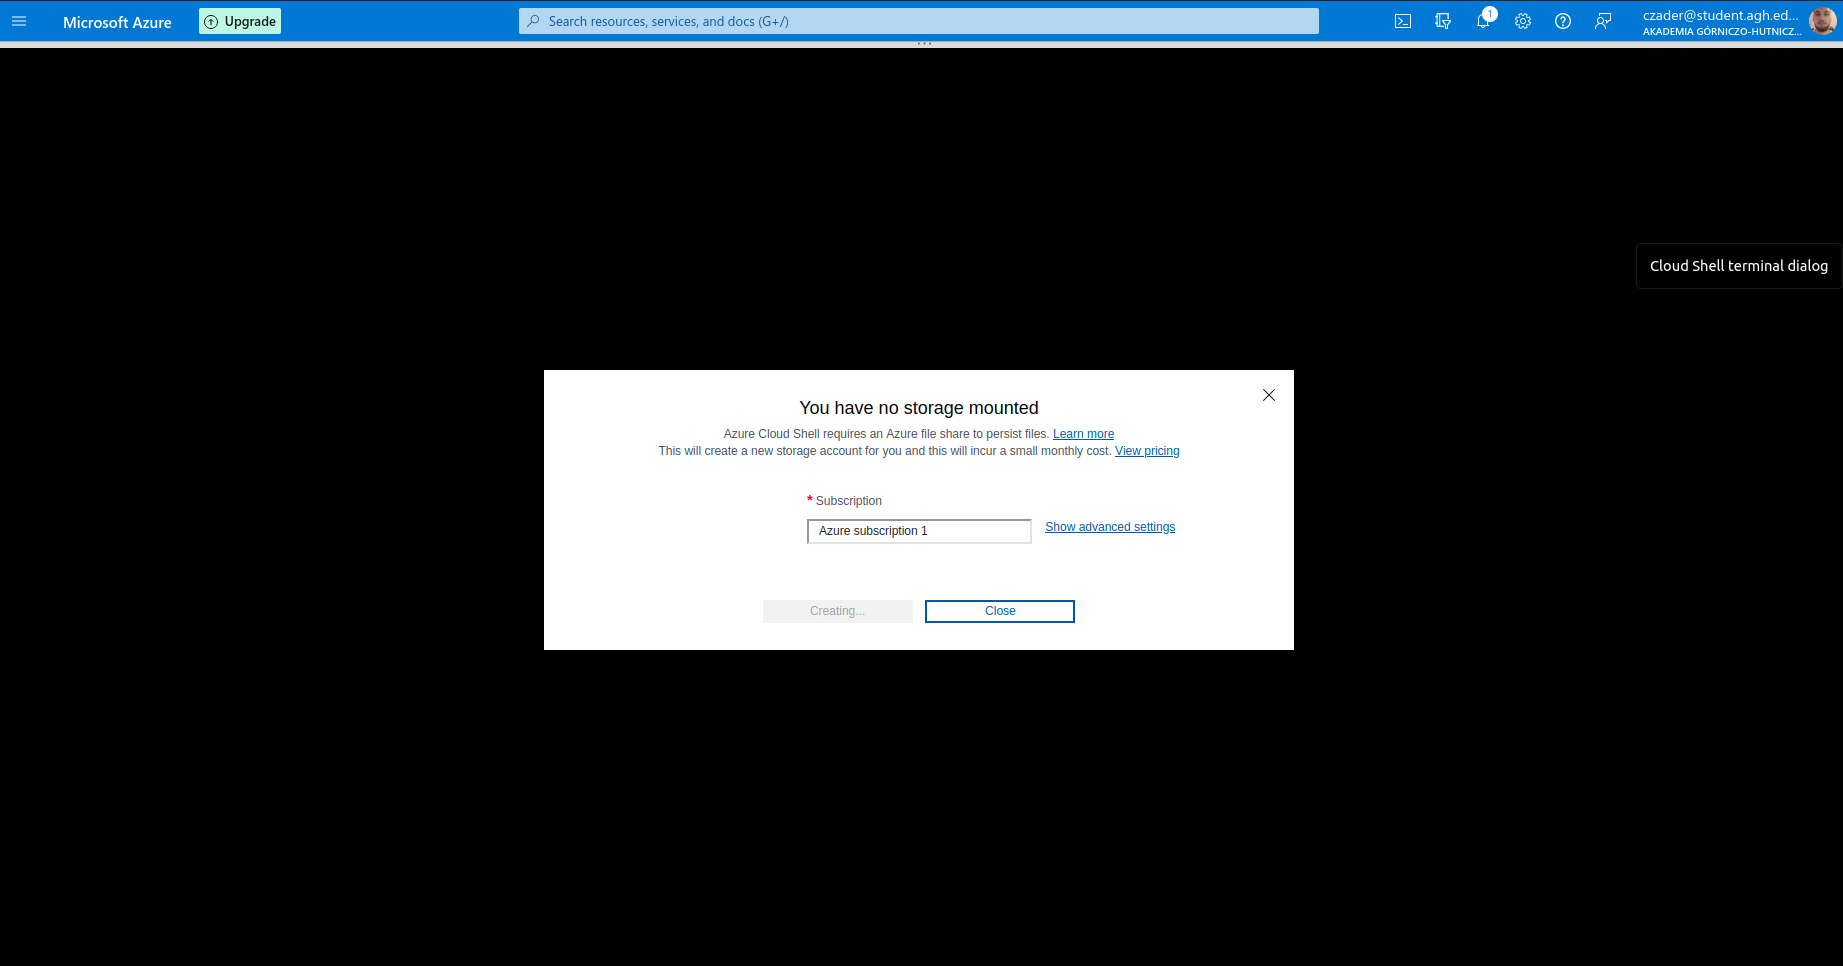 Microsoft Azure
Upgrade
Search resources, services, and docs (G+/)
1
czader@student.agh.ed...
AKADEMIA GÓRNICZO-HUTNICZ...
Cloud Shell terminal dialog
You have no storage mounted
Azure Cloud Shell requires an Azure file share to persist files. Learn more
This will create a new storage account for you and this will incur a small monthly cost. View pricing
* Subscription
Azure subscription 1
Show advanced settings
Creating...
Close